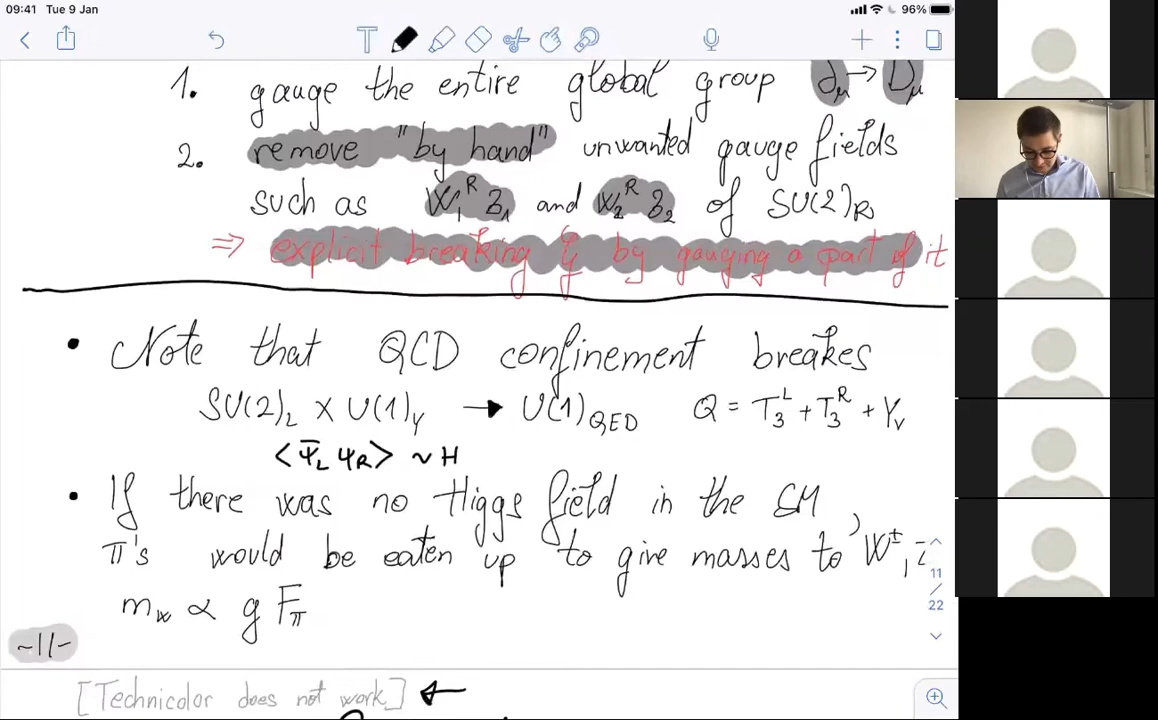 09:41 Tue 9 Jan 96%
1. gauge the entire global group ∂μ → Dμ
2. remove "by hand" unwanted gauge fields
such as W₁ᴿ Z₁ and W₂ᴿ Z₂ of SU(2)R
⇒ explicit breaking G by gauging a part of it
• Note that QCD confinement breakes
SU(2)L × U(1)Y → U(1)QED Q = T₃ᴸ + T₃ᴿ + Yv
<Ψ̄L ΨR> ~ H
• If there was no Higgs field in the SM,
π's would be eaten up to give masses to W±, Z
mw ∝ g Fπ
-11-
11
/
22
[Technicolor does not work] ←